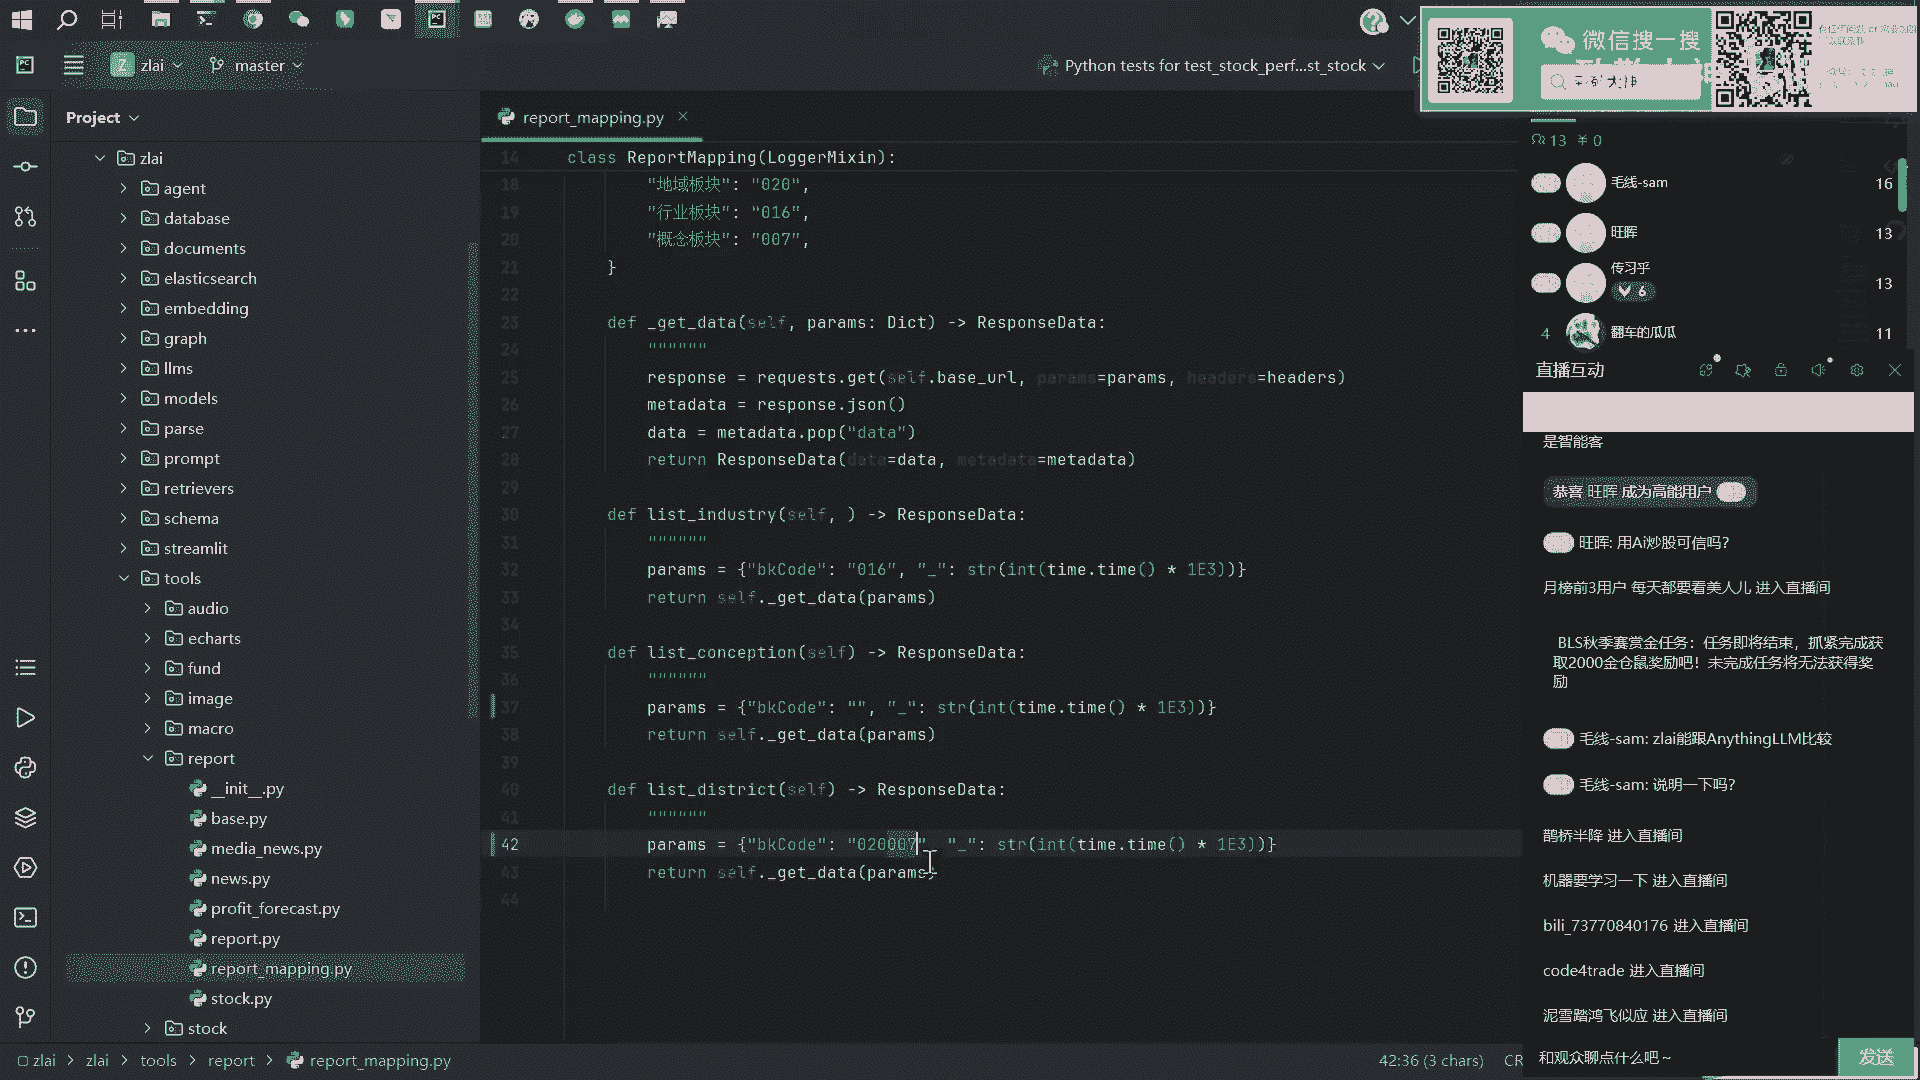 zlai
master
Python tests for test_stock_perf...st_stock
微信搜一搜
Project
report_mapping.py
zlai
agent
database
documents
elasticsearch
embedding
graph
llms
models
parse
prompt
retrievers
schema
streamlit
tools
audio
echarts
fund
image
macro
report
__init__.py
base.py
media_news.py
news.py
profit_forecast.py
report.py
report_mapping.py
stock.py
stock
14 class ReportMapping(LoggerMixin):
18 "地域板块": "020",
19 "行业板块": "016",
20 "概念板块": "007",
21 }
22
23 def _get_data(self, params: Dict) -> ResponseData:
24 """"""
25 response = requests.get(self.base_url, params=params, headers=headers)
26 metadata = response.json()
27 data = metadata.pop("data")
28 return ResponseData(data=data, metadata=metadata)
29
30 def list_industry(self, ) -> ResponseData:
31 """"""
32 params = {"bkCode": "016", "_": str(int(time.time() * 1E3))}
33 return self._get_data(params)
34
35 def list_conception(self) -> ResponseData:
36 """"""
37 params = {"bkCode": "", "_": str(int(time.time() * 1E3))}
38 return self._get_data(params)
39
40 def list_district(self) -> ResponseData:
41 """"""
42 params = {"bkCode": "020007", "_": str(int(time.time() * 1E3))}
43 return self._get_data(params)
44
13 ¥ 0
毛线-sam 16
旺晖 13
传习乎 13
6
4 翻车的瓜瓜 11
直播互动
是智能客
恭喜 旺晖 成为高能用户
旺晖: 用Ai炒股可信吗?
月榜前3用户 每天都要看美人儿 进入直播间
BLS秋季赛赏金任务：任务即将结束，抓紧完成获
取2000金仓鼠奖励吧！未完成任务将无法获得奖
励
毛线-sam: zlai能跟AnythingLLM比较
毛线-sam: 说明一下吗?
鹊桥半降 进入直播间
机器要学习一下 进入直播间
bili_73770840176 进入直播间
code4trade 进入直播间
泥雪踏鸿飞似应 进入直播间
和观众聊点什么吧~
发送
zlai > zlai > tools > report > report_mapping.py
42:36 (3 chars) CR